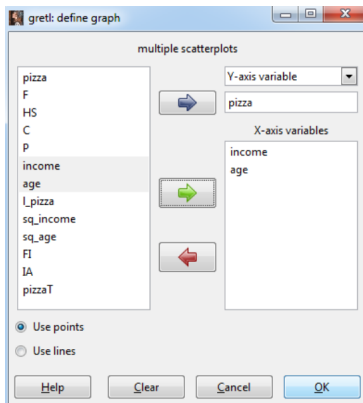 gretl: define graph
multiple scatterplots
pizza
F
HS
C
P
income
age
l_pizza
sq_income
sq_age
FI
IA
pizzaT
Y-axis variable
pizza
X-axis variables
income
age
Use points
Use lines
Help
Clear
Cancel
OK